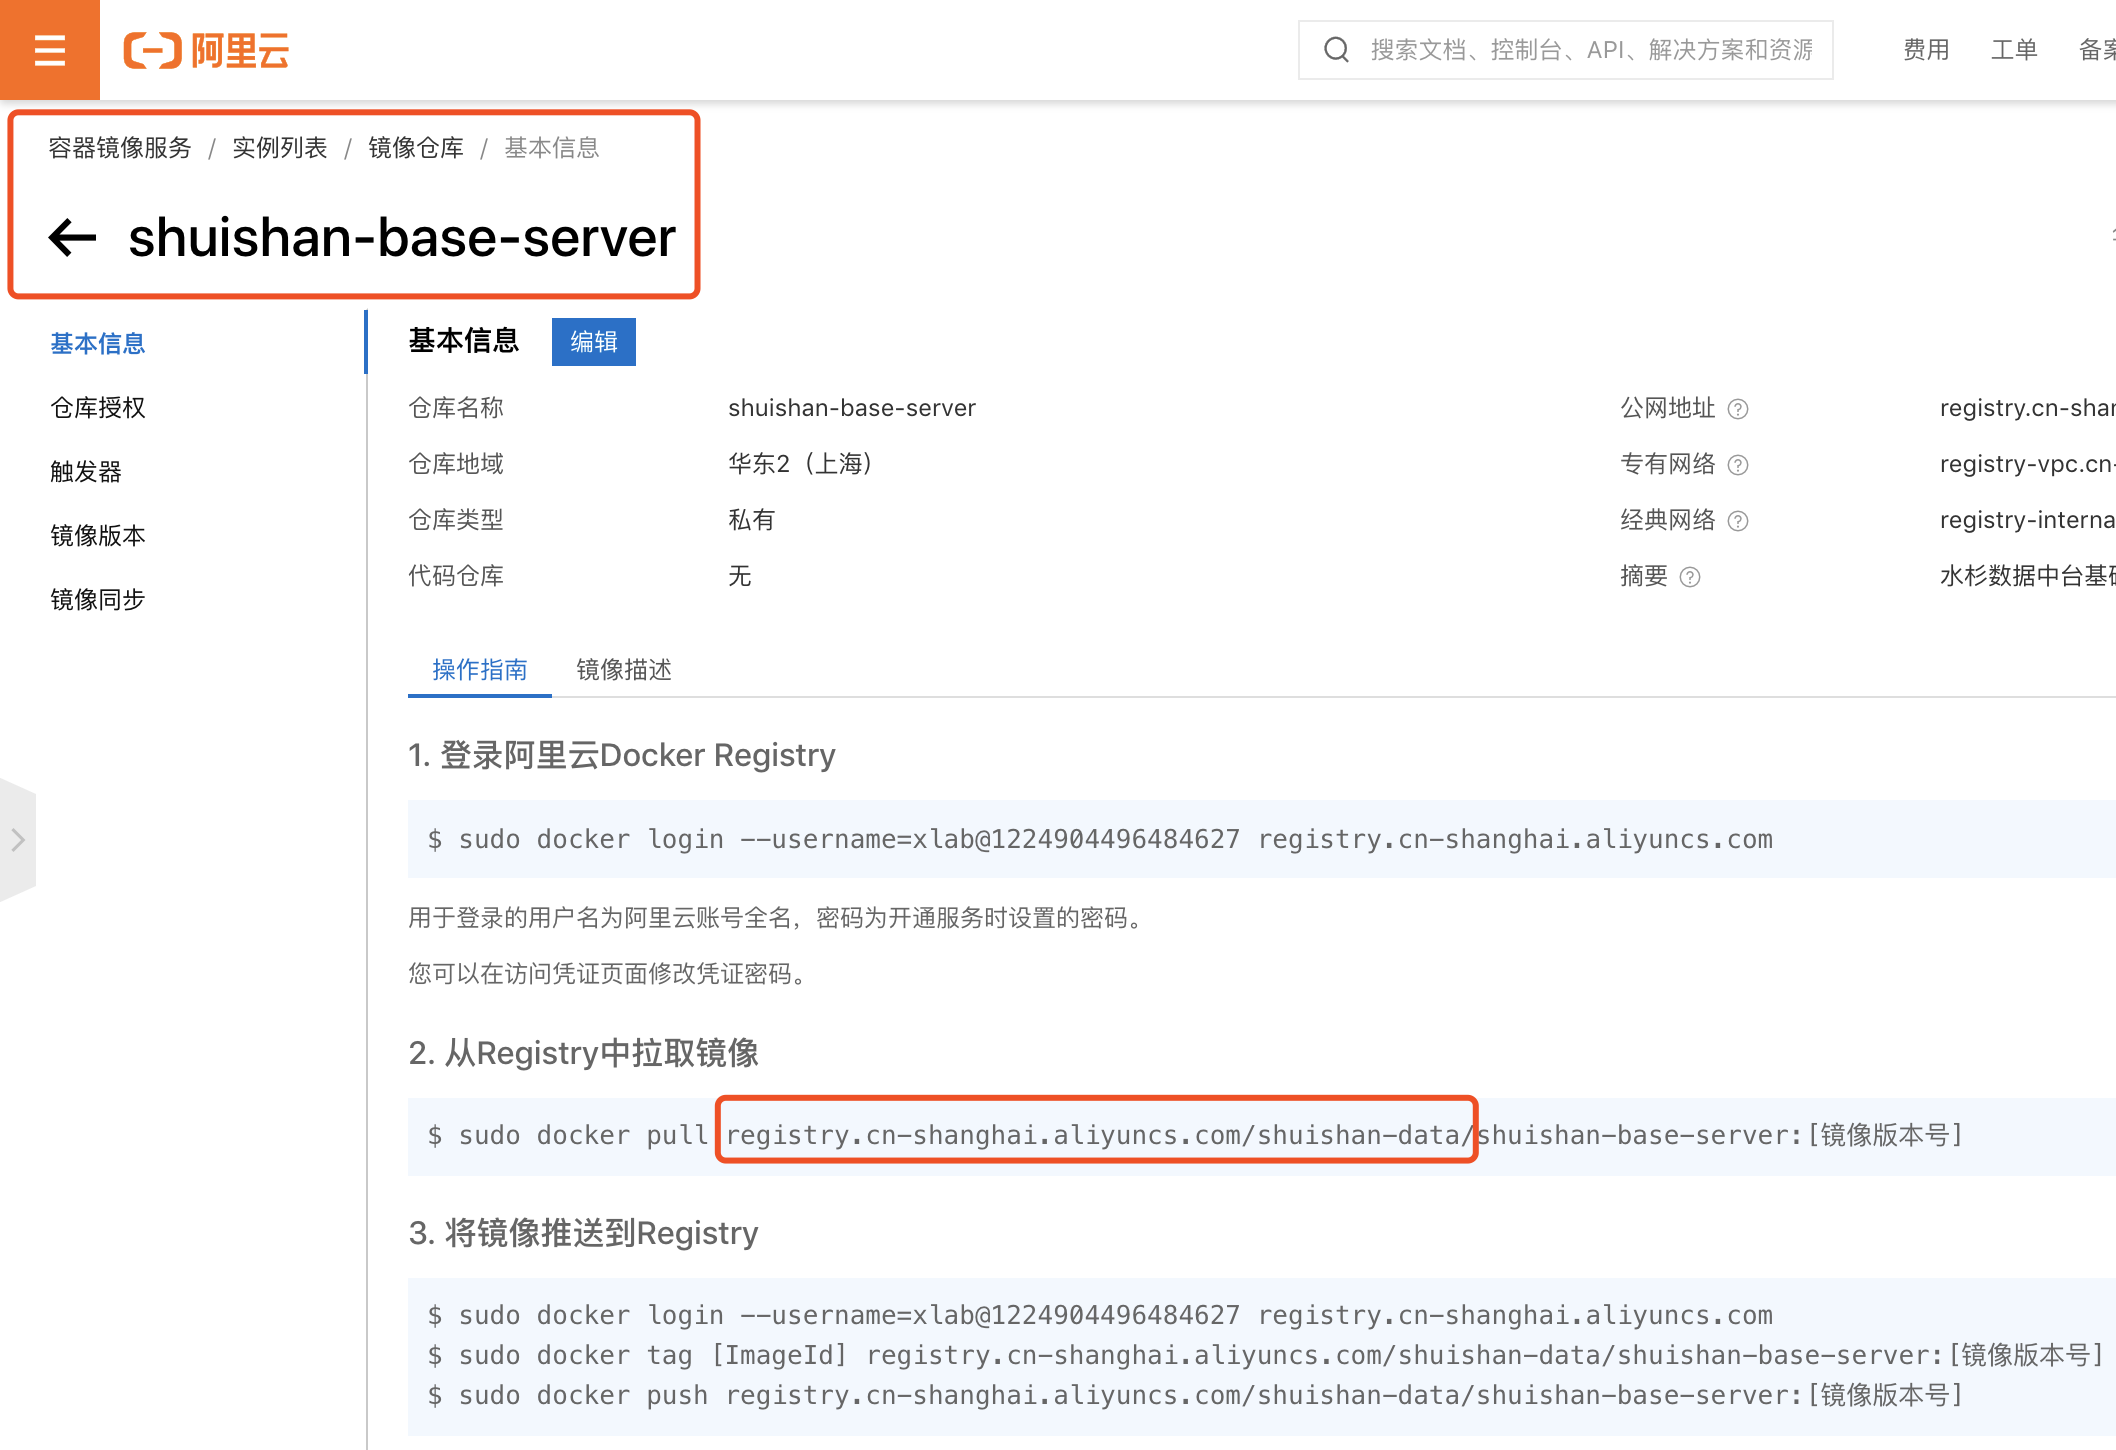 阿里云
搜索文档、控制台、API、解决方案和资源
费用 工单 备案
容器镜像服务 / 实例列表 / 镜像仓库 / 基本信息
← shuishan-base-server
基本信息
仓库授权
触发器
镜像版本
镜像同步
基本信息 编辑
仓库名称 shuishan-base-server 公网地址 registry.cn-shan
仓库地域 华东2（上海） 专有网络 registry-vpc.cn-
仓库类型 私有 经典网络 registry-interna
代码仓库 无 摘要 水杉数据中台基础
操作指南 镜像描述
1. 登录阿里云Docker Registry
$ sudo docker login --username=xlab@1224904496484627 registry.cn-shanghai.aliyuncs.com
用于登录的用户名为阿里云账号全名，密码为开通服务时设置的密码。
您可以在访问凭证页面修改凭证密码。
2. 从Registry中拉取镜像
$ sudo docker pull registry.cn-shanghai.aliyuncs.com/shuishan-data/shuishan-base-server:[镜像版本号]
3. 将镜像推送到Registry
$ sudo docker login --username=xlab@1224904496484627 registry.cn-shanghai.aliyuncs.com
$ sudo docker tag [ImageId] registry.cn-shanghai.aliyuncs.com/shuishan-data/shuishan-base-server:[镜像版本号]
$ sudo docker push registry.cn-shanghai.aliyuncs.com/shuishan-data/shuishan-base-server:[镜像版本号]